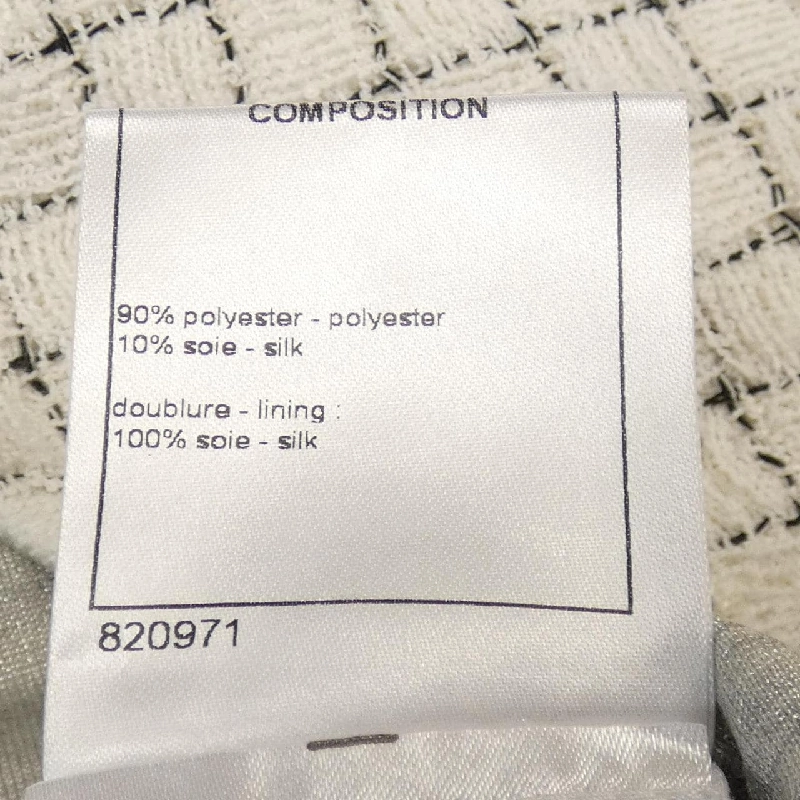 COMPOSITION
90% polyester - polyester
10% soie - silk
doublure - lining :
100% soie - silk
820971